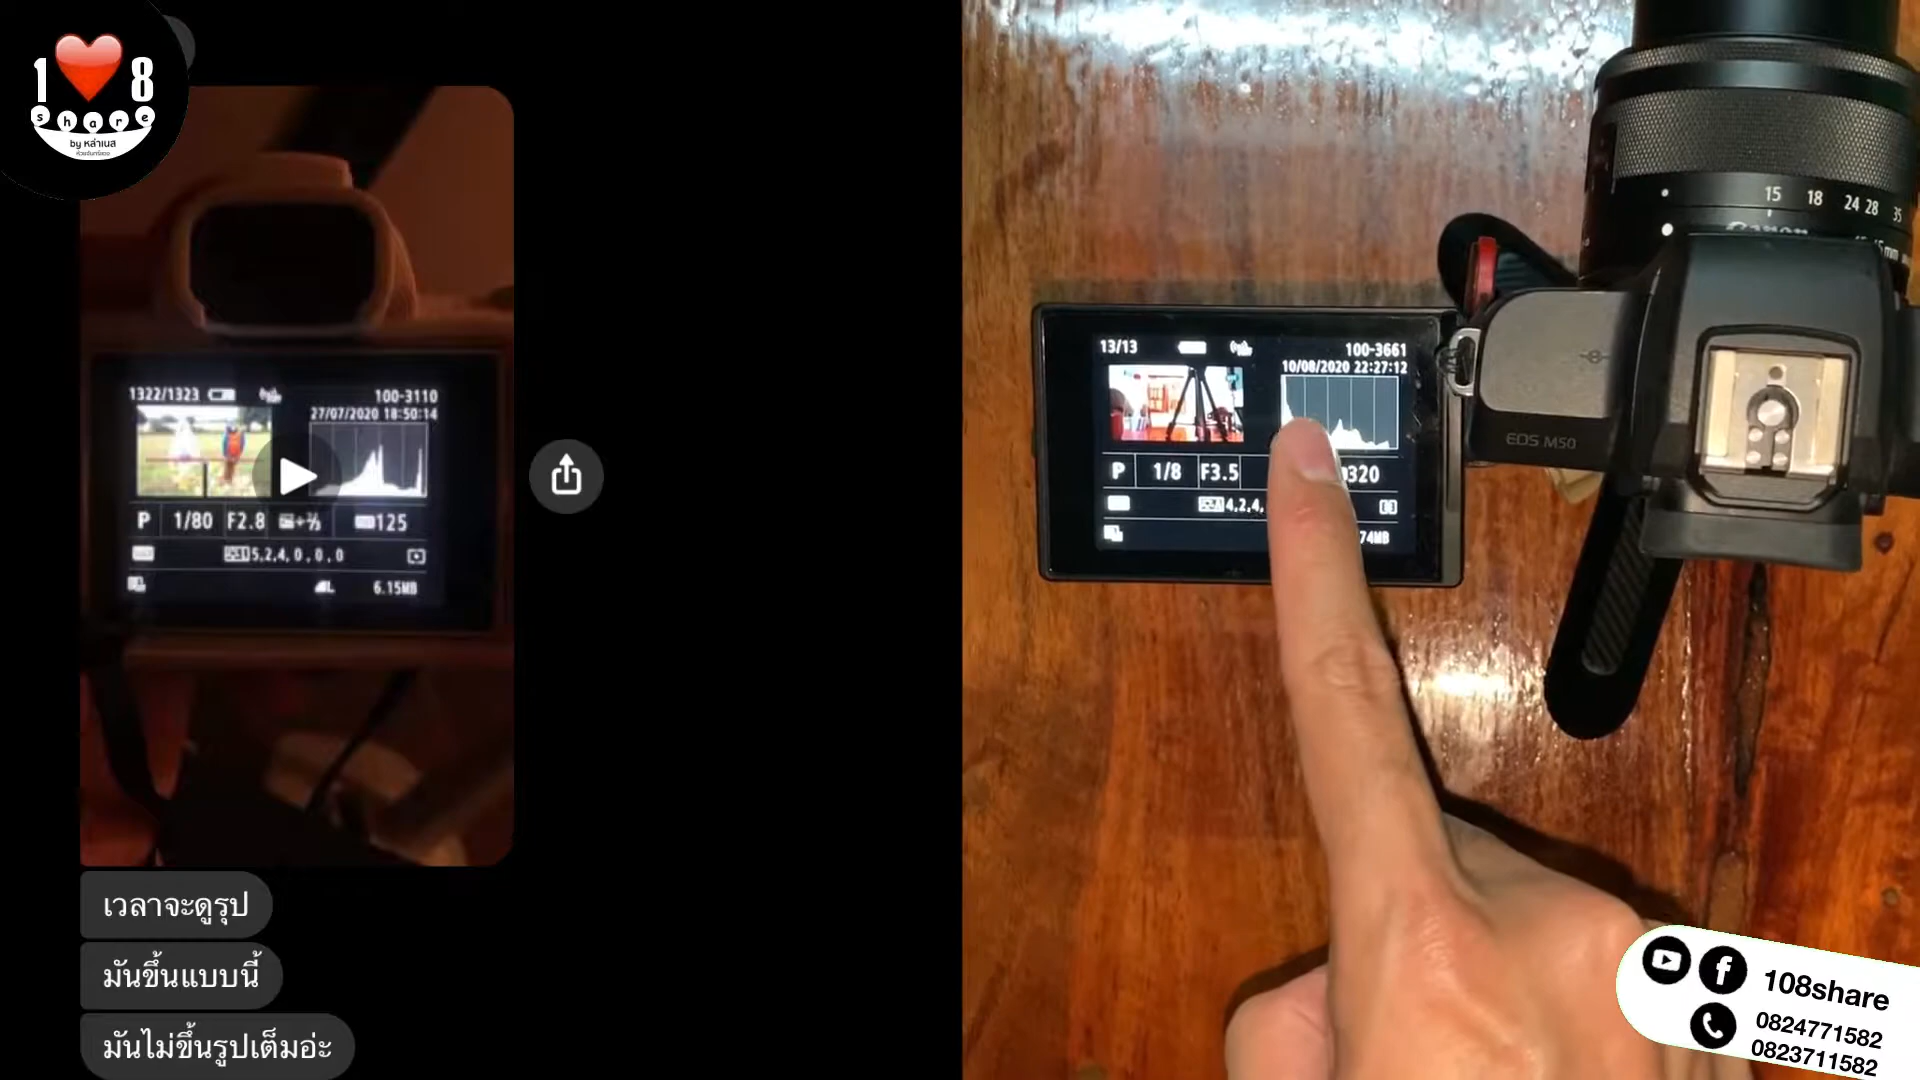 1 8
share
by หล่าเนส
1322/1323
100-3110
27/07/2020 18:50:14
P 1/80 F2.8 125
5,2,4,0,0,0
L 6.15MB
เวลาจะดูรุป
มันขึ้นแบบนี้
มันไม่ขึ้นรูปเต็มอ่ะ
13/13
100-3661
10/08/2020 22:27:12
P 1/8 F3.5 320
4,2,4,
74MB
15 18 24 28 35
Canon
EOS M50
108share
0824771582
0823711582